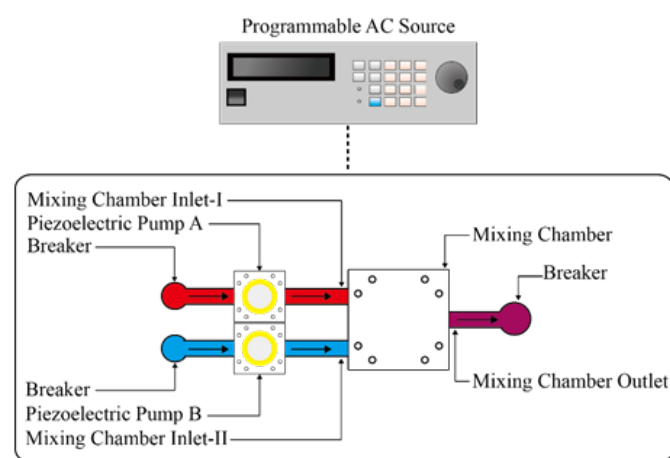 Programmable AC Source
Mixing Chamber Inlet-I
Piezoelectric Pump A
Breaker
Mixing Chamber
Breaker
Breaker
Piezoelectric Pump B
Mixing Chamber Inlet-II
Mixing Chamber Outlet